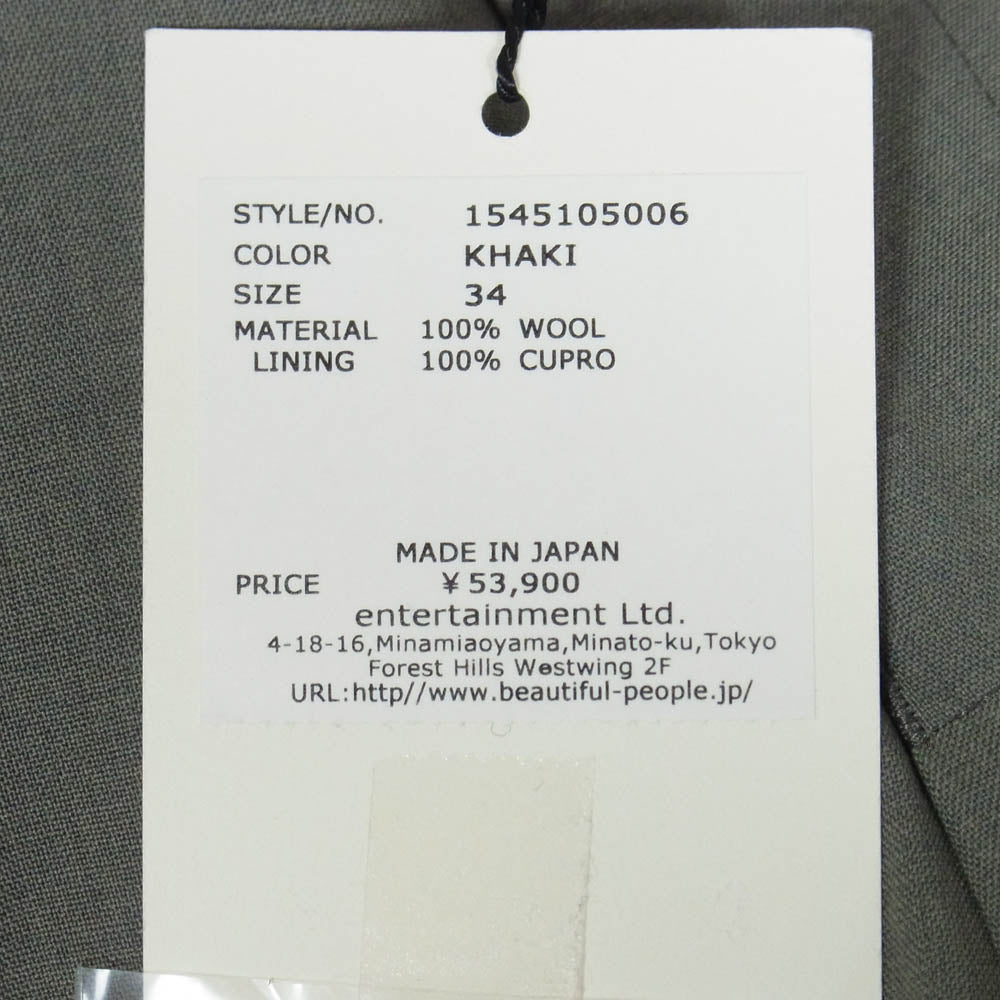 STYLE/NO. 1545105006
COLOR KHAKI
SIZE 34
MATERIAL 100% WOOL
LINING 100% CUPRO
MADE IN JAPAN
PRICE ¥53,900
entertainment Ltd.
4-18-16,Minamiaoyama,Minato-ku,Tokyo
Forest Hills Westwing 2F
URL:http//www.beautiful-people.jp/